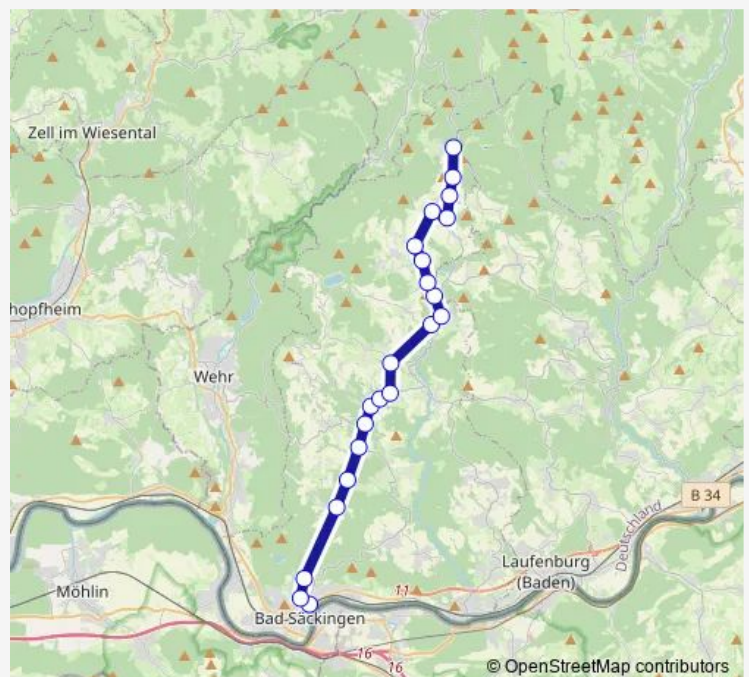 Zell im Wiesental
hopfheim
Wehr
B 34
Deutschland
Laufenburg
(Baden)
Möhlin
11
Bad-Säckingen
16
16
© OpenStreetMap contributors